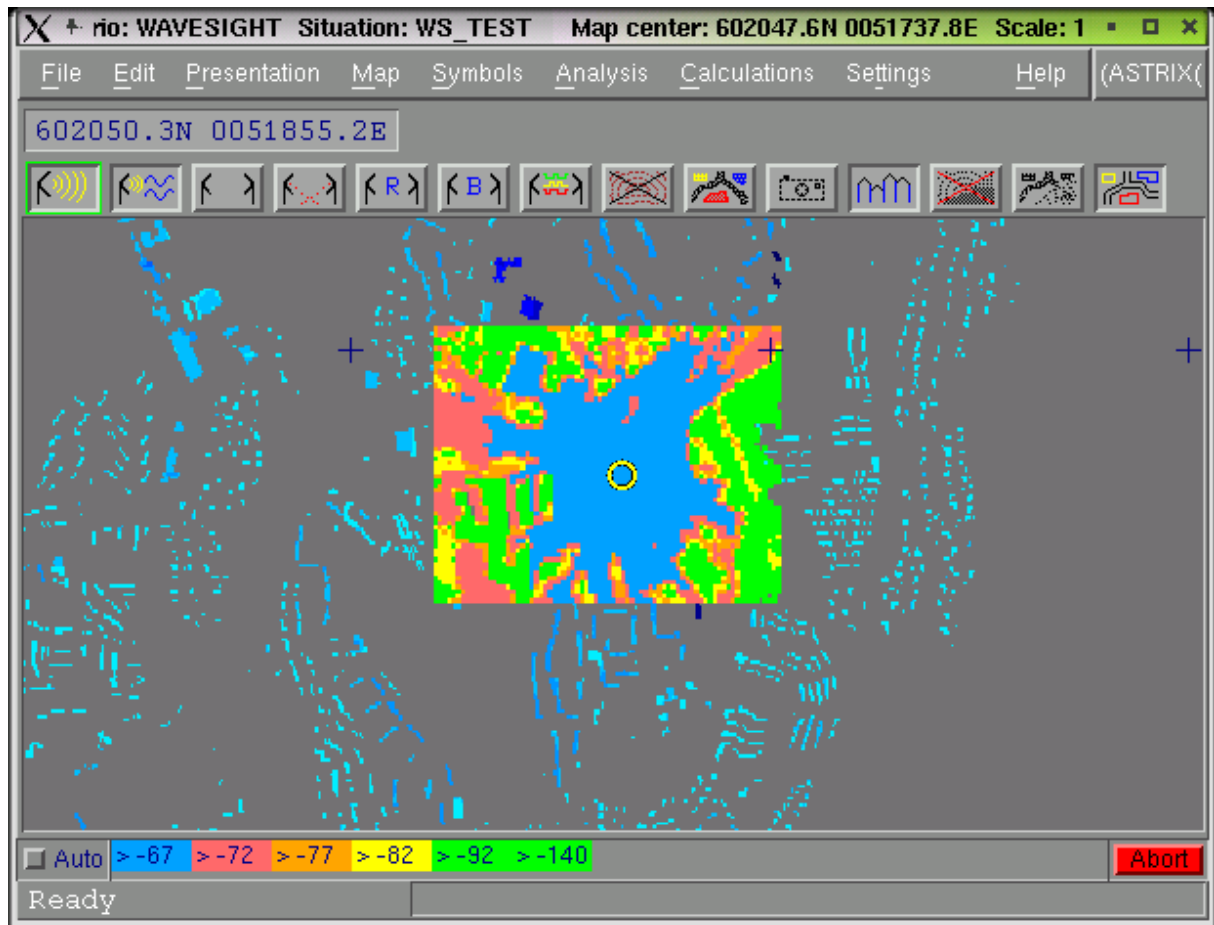 rio: WAVESIGHT Situation: WS_TEST Map center: 602047.6N 0051737.8E Scale: 1
File Edit Presentation Map Symbols Analysis Calculations Settings Help (ASTRIX(
602050.3N 0051855.2E
R B
Auto >-67 >-72 >-77 >-82 >-92 >-140 Abort
Ready